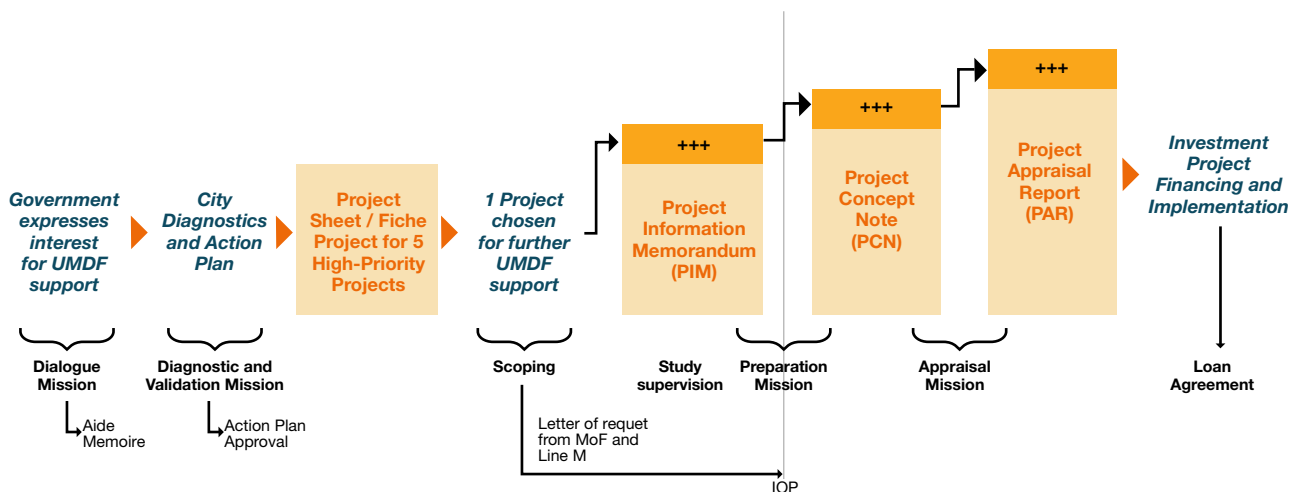 Government
expresses
interest
for UMDF
support
City
Diagnostics
and Action
Plan
Project
Sheet / Fiche
Project for 5
High-Priority
Projects
1 Project
chosen
for further
UMDF
support
+++
Project
Information
Memorandum
(PIM)
+++
Project
Concept
Note
(PCN)
+++
Project
Appraisal
Report
(PAR)
Investment
Project
Financing and
Implementation
Dialogue
Mission
Diagnostic and
Validation Mission
Scoping
Study
supervision
Preparation
Mission
Appraisal
Mission
Loan
Agreement
Aide
Memoire
Action Plan
Approval
Letter of requet
from MoF and
Line M
IOP